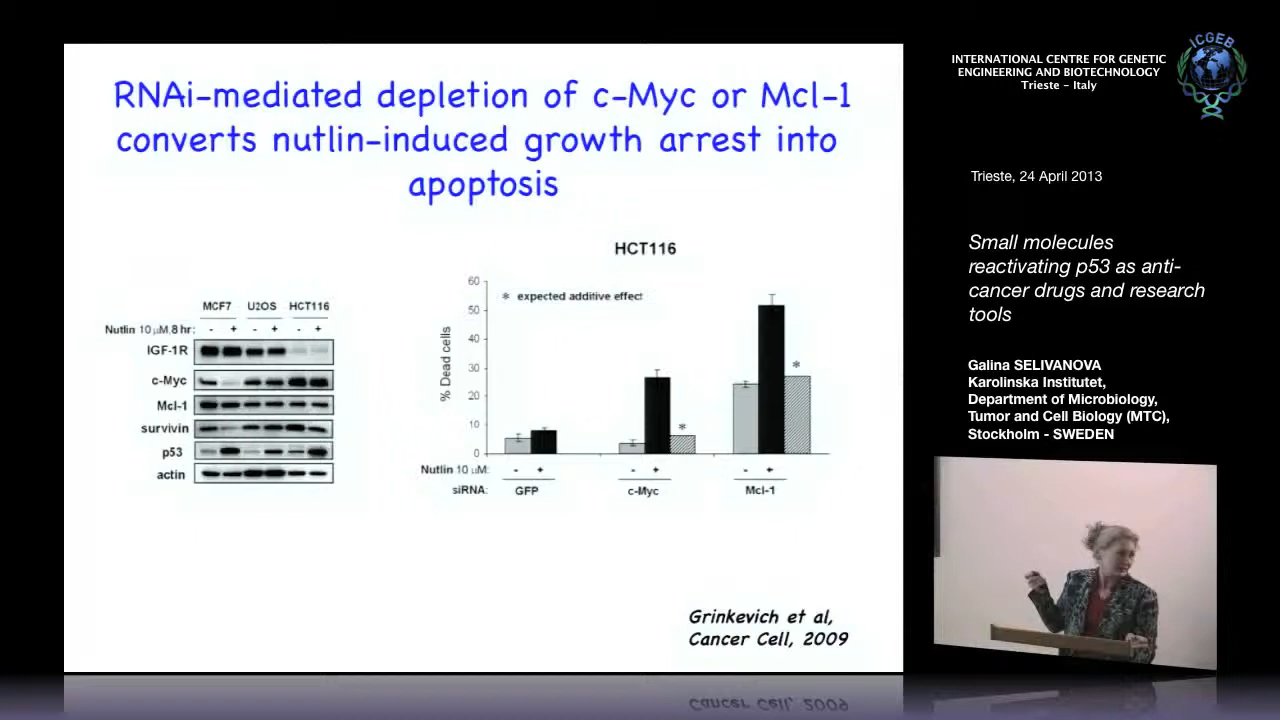 RNAi-mediated depletion of c-Myc or Mcl-1
converts nutlin-induced growth arrest into
apoptosis
MCF7 U2OS HCT116
Nutlin 10 µM 8 hr: - + - + - +
IGF-1R
c-Myc
Mcl-1
survivin
p53
actin
HCT116
* expected additive effect
% Dead cells
60
50
40
30
20
10
0
*
*
Nutlin 10 µM: - + - + - +
siRNA: GFP c-Myc Mcl-1
Grinkevich et al,
Cancer Cell, 2009
INTERNATIONAL CENTRE FOR GENETIC
ENGINEERING AND BIOTECHNOLOGY
Trieste - Italy
ICGEB
Trieste, 24 April 2013
Small molecules
reactivating p53 as anti-
cancer drugs and research
tools
Galina SELIVANOVA
Karolinska Institutet,
Department of Microbiology,
Tumor and Cell Biology (MTC),
Stockholm - SWEDEN
Cancer Cell, 2009